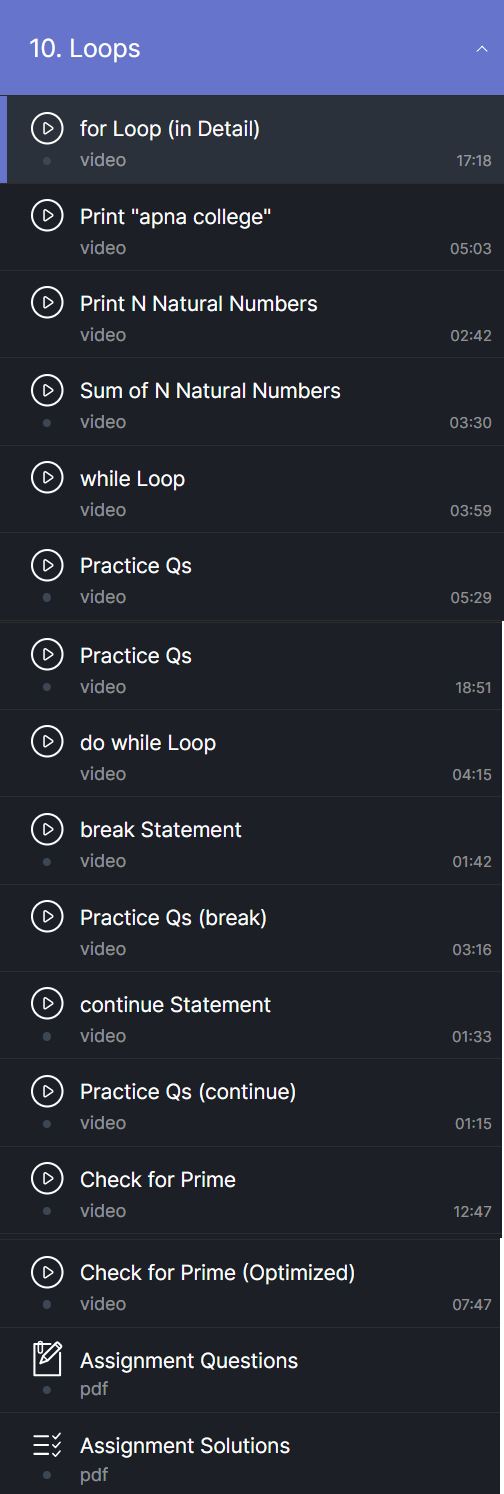 10. Loops
for Loop (in Detail)
video 17:18
Print "apna college"
video 05:03
Print N Natural Numbers
video 02:42
Sum of N Natural Numbers
video 03:30
while Loop
video 03:59
Practice Qs
video 05:29
Practice Qs
video 18:51
do while Loop
video 04:15
break Statement
video 01:42
Practice Qs (break)
video 03:16
continue Statement
video 01:33
Practice Qs (continue)
video 01:15
Check for Prime
video 12:47
Check for Prime (Optimized)
video 07:47
Assignment Questions
pdf
Assignment Solutions
pdf